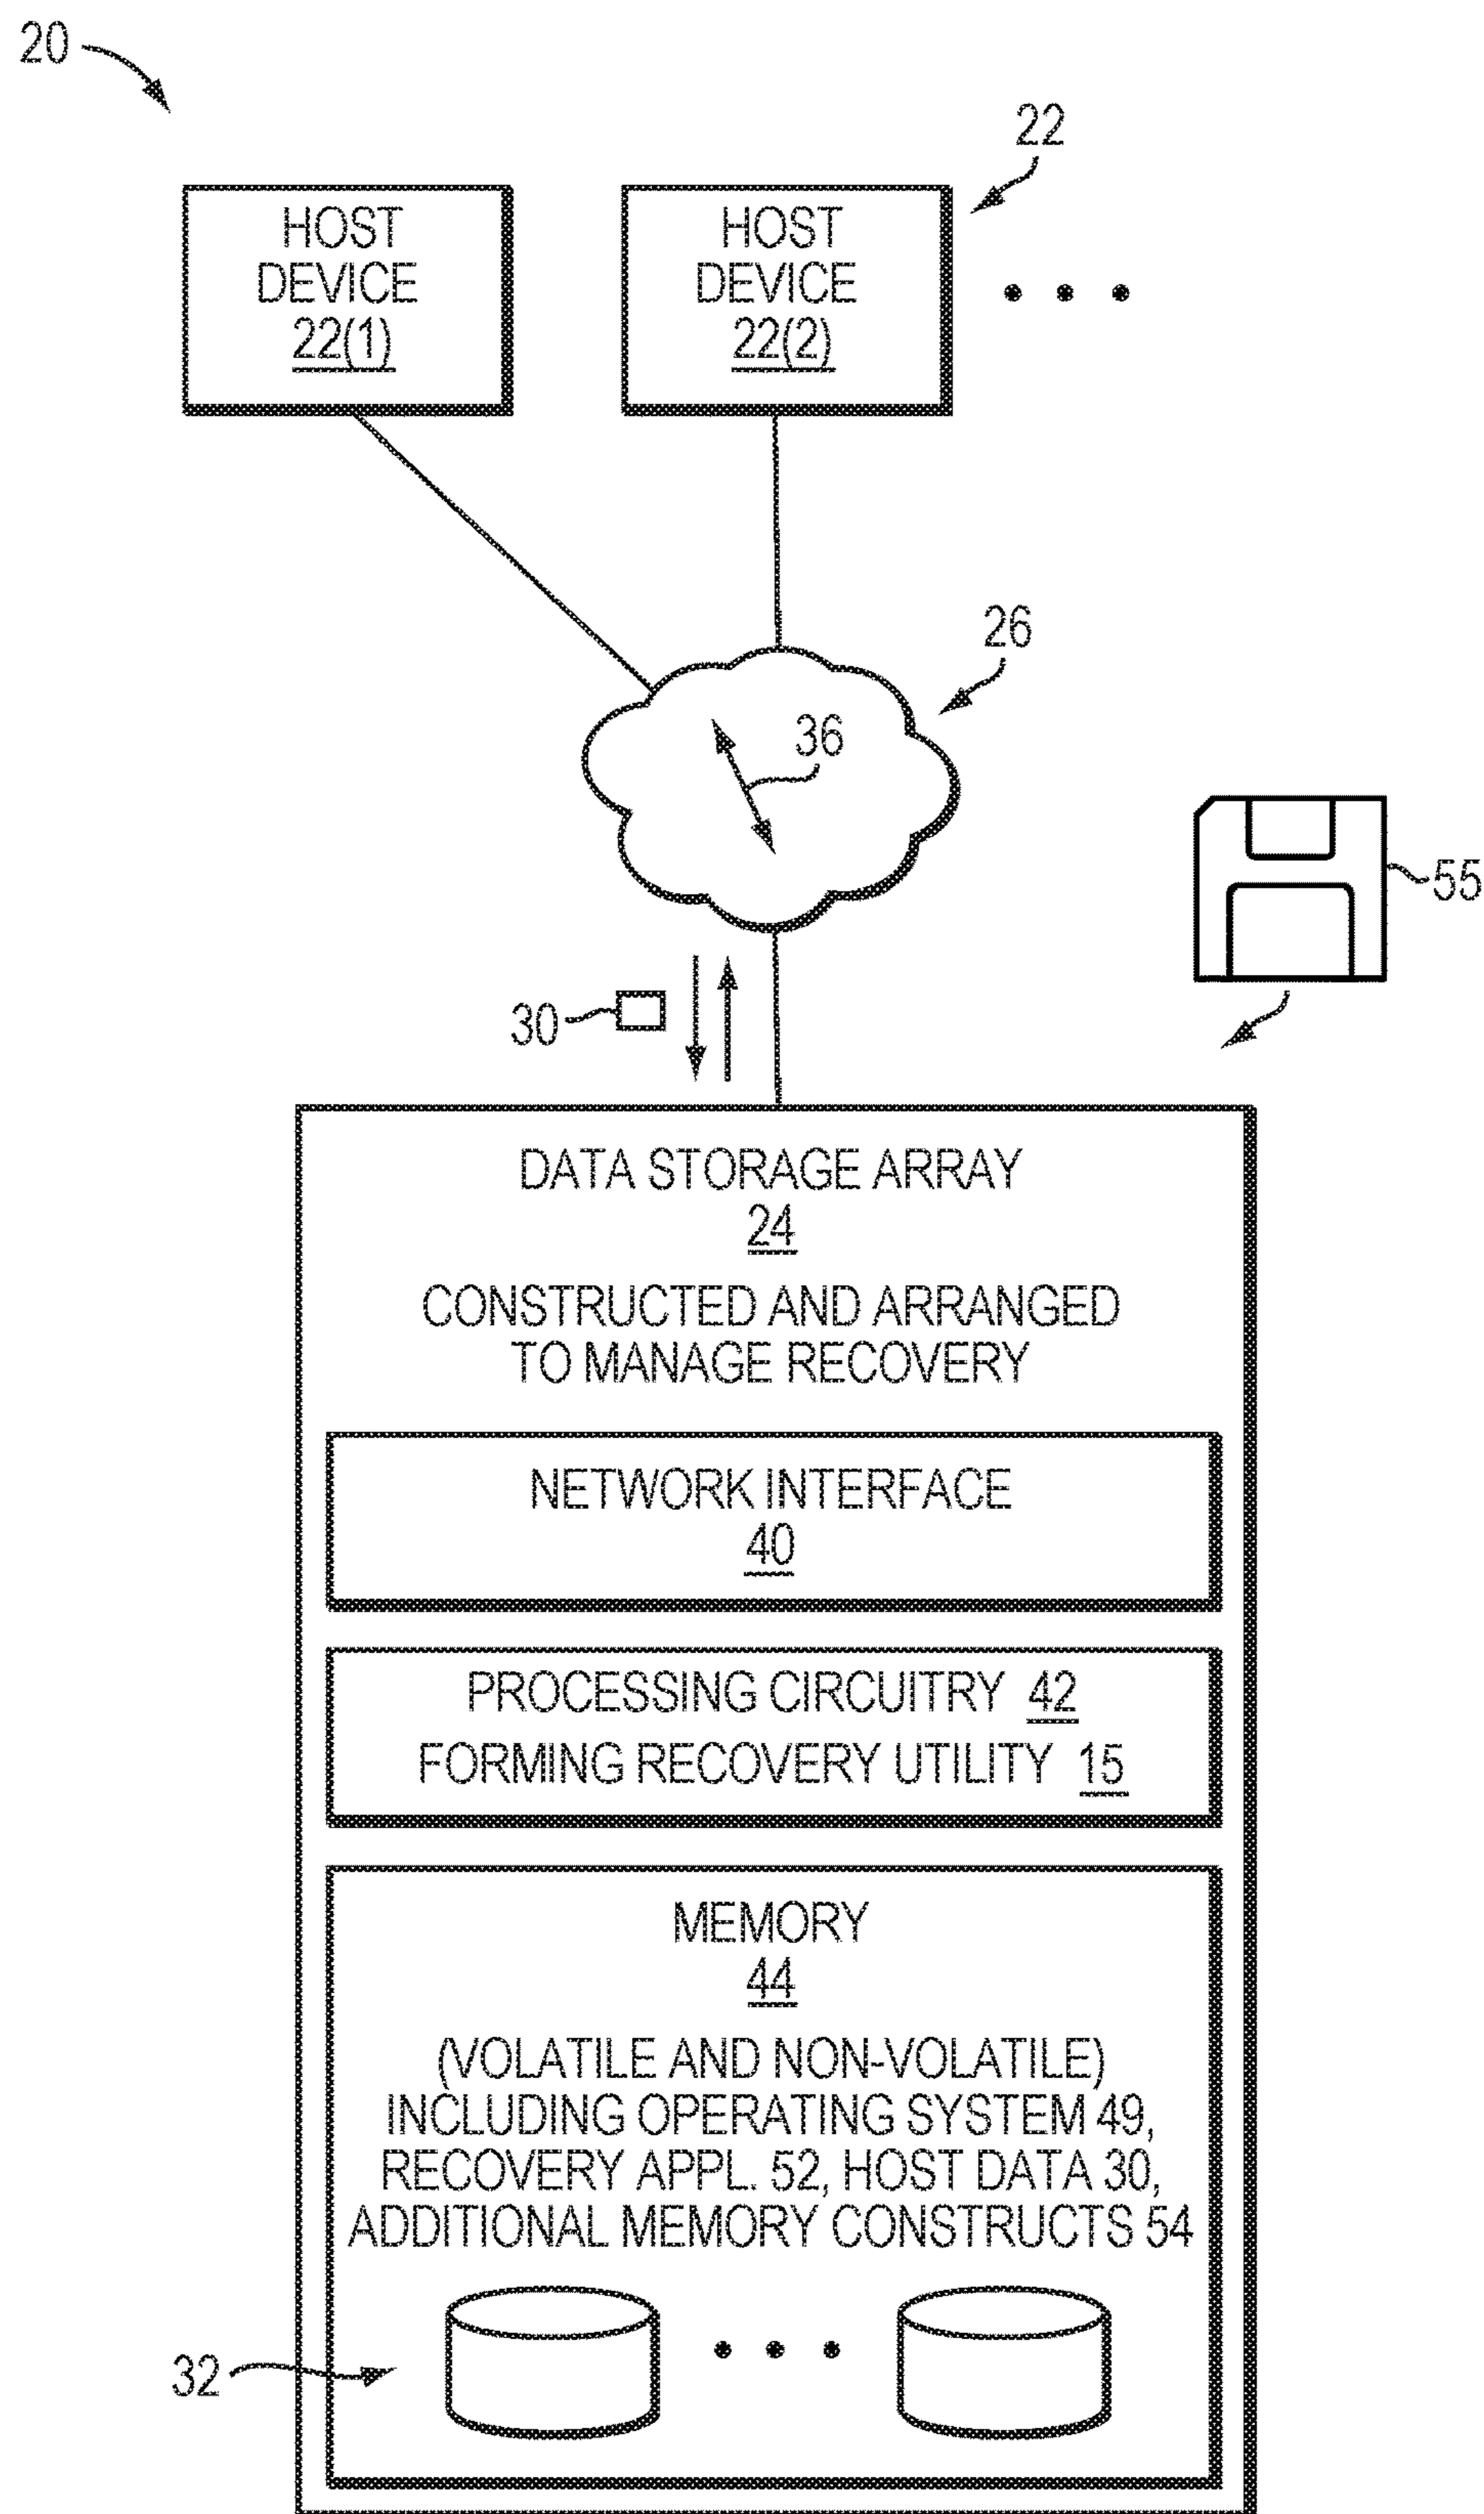 20
22
HOST
DEVICE
22(1)
HOST
DEVICE
22(2)
26
36
55
30
DATA STORAGE ARRAY
24
CONSTRUCTED AND ARRANGED
TO MANAGE RECOVERY
NETWORK INTERFACE
40
PROCESSING CIRCUITRY 42
FORMING RECOVERY UTILITY 15
MEMORY
44
(VOLATILE AND NON-VOLATILE)
INCLUDING OPERATING SYSTEM 49,
RECOVERY APPL. 52, HOST DATA 30,
ADDITIONAL MEMORY CONSTRUCTS 54
32